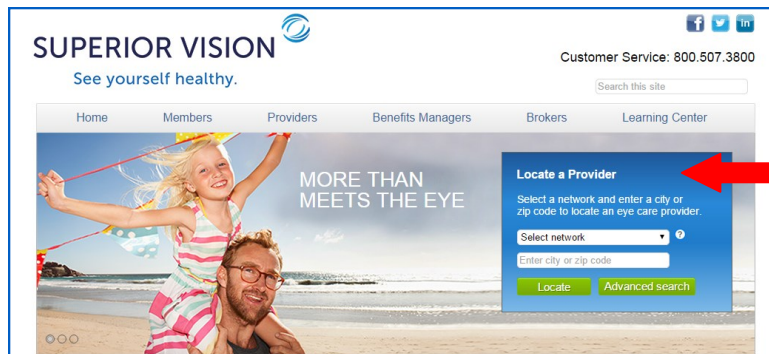 SUPERIOR VISION
See yourself healthy.
Customer Service: 800.507.3800
Search this site
Home Members Providers Benefits Managers Brokers Learning Center
MORE THAN
MEETS THE EYE
Locate a Provider
Select a network and enter a city or
zip code to locate an eye care provider.
Select network
?
Enter city or zip code
Locate Advanced search